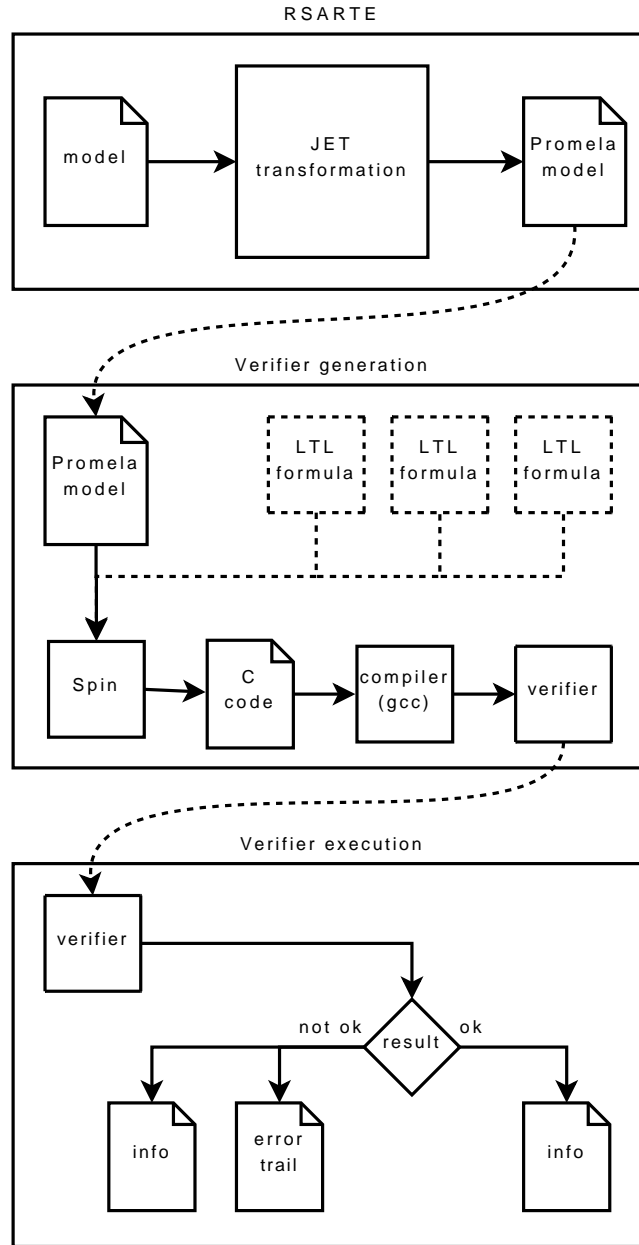 RSARTE
model
JET
transformation
Promela
model
Verifier generation
Promela
model
LTL
formula
LTL
formula
LTL
formula
Spin
C
code
compiler
(gcc)
verifier
Verifier execution
verifier
not ok
result
ok
info
error
trail
info